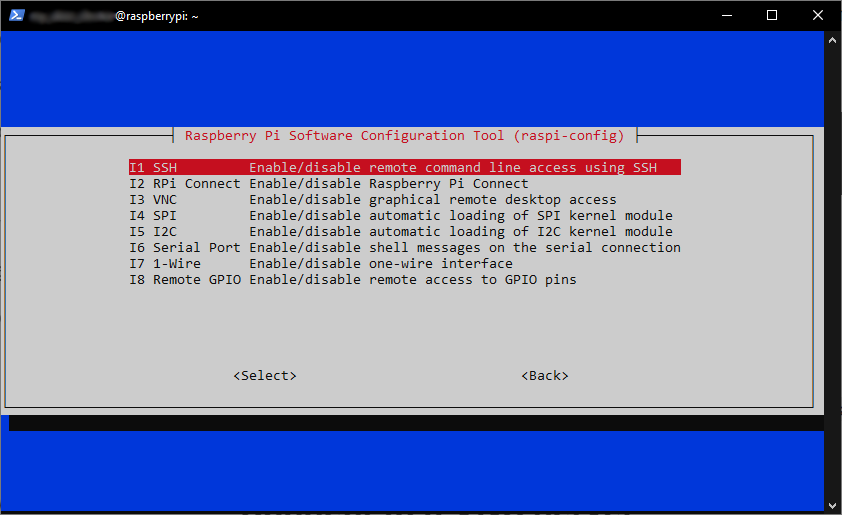 @raspberrypi: ~
Raspberry Pi Software Configuration Tool (raspi-config)
I1 SSH Enable/disable remote command line access using SSH
I2 RPi Connect Enable/disable Raspberry Pi Connect
I3 VNC Enable/disable graphical remote desktop access
I4 SPI Enable/disable automatic loading of SPI kernel module
I5 I2C Enable/disable automatic loading of I2C kernel module
I6 Serial Port Enable/disable shell messages on the serial connection
I7 1-Wire Enable/disable one-wire interface
I8 Remote GPIO Enable/disable remote access to GPIO pins
<Select> <Back>